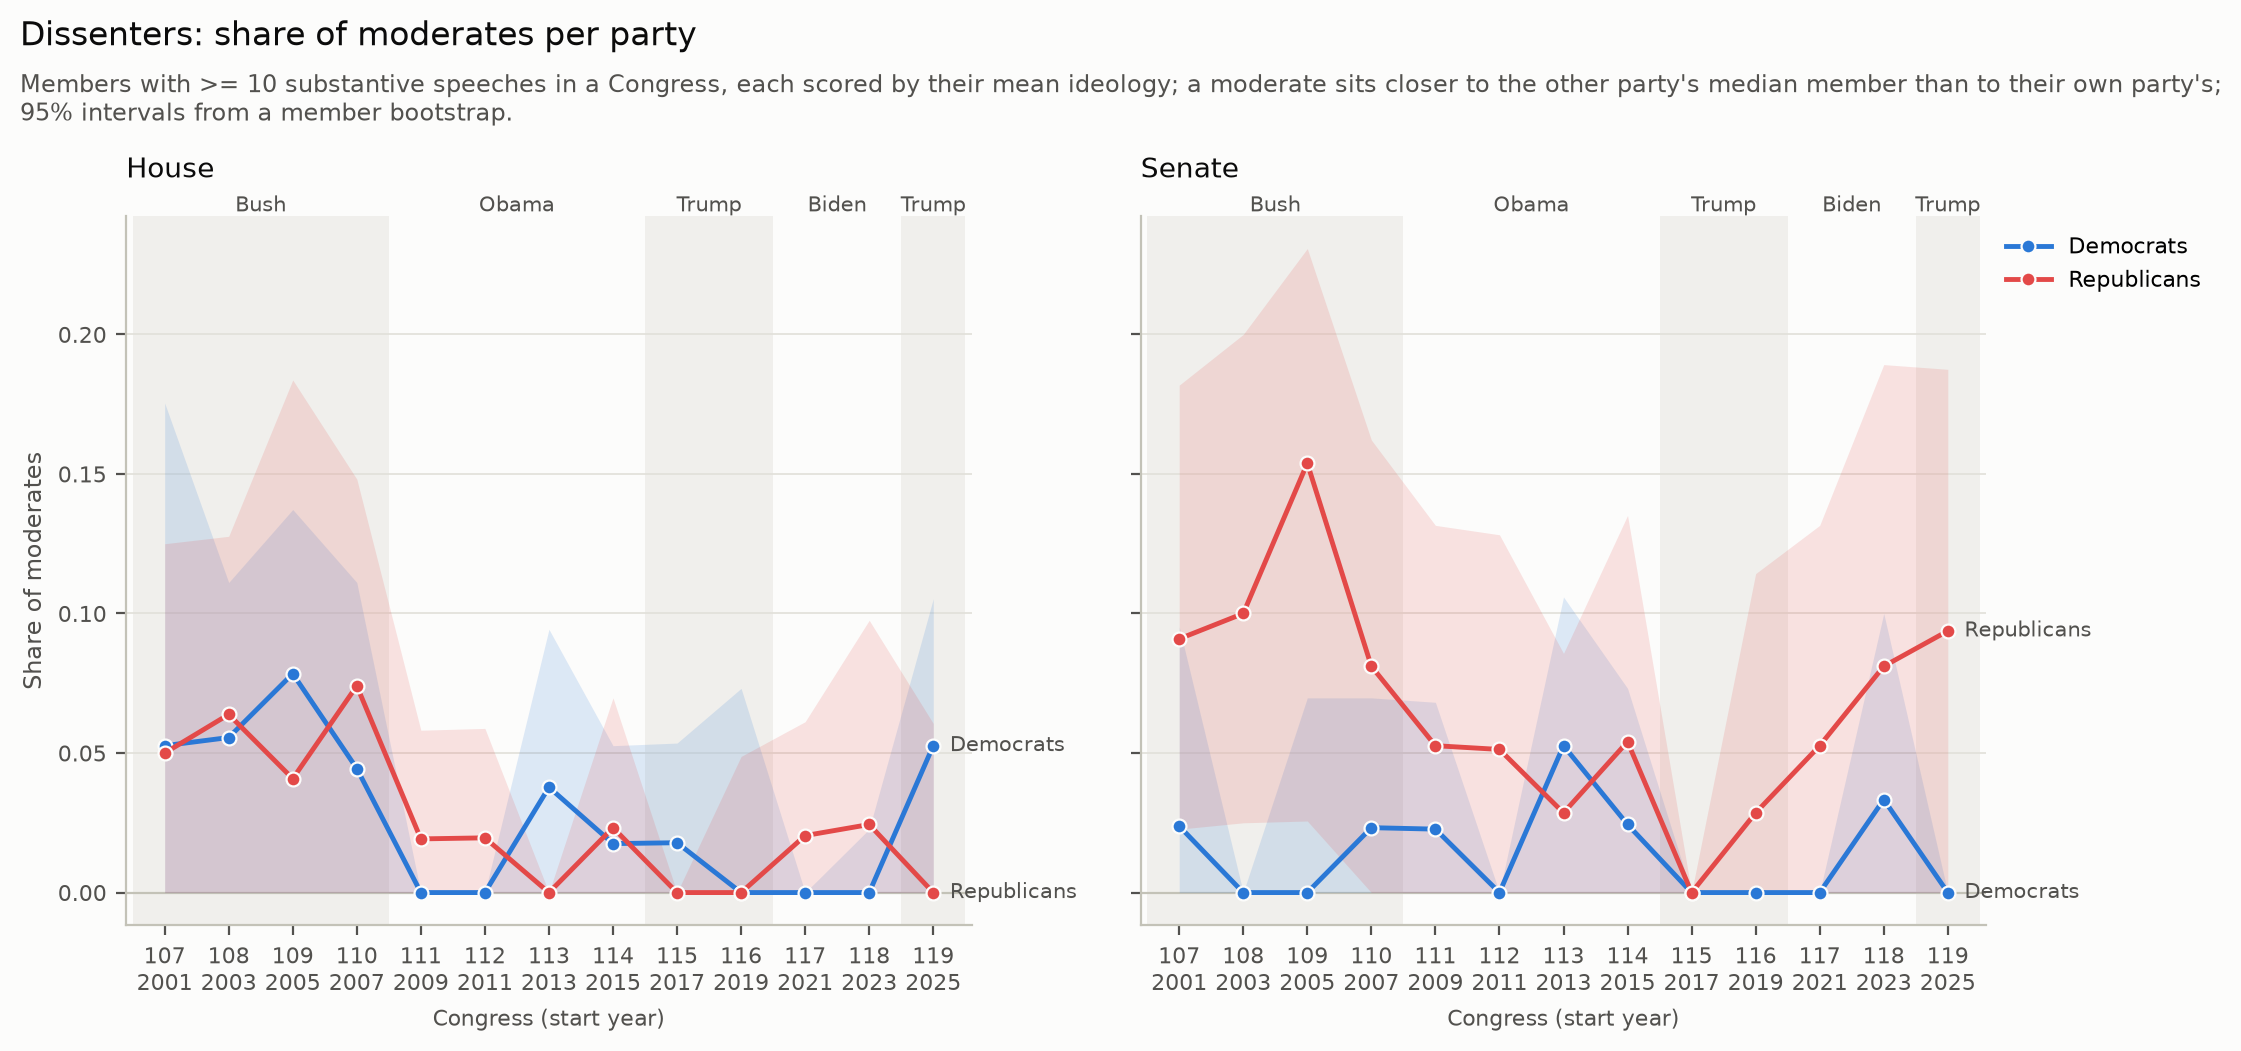 Dissenters: share of moderates per party
Members with >= 10 substantive speeches in a Congress, each scored by their mean ideology; a moderate sits closer to the other party's median member than to their own party's;
95% intervals from a member bootstrap.
House
Bush Obama Trump Biden Trump
Share of moderates
0.20
0.15
0.10
0.05
0.00
Democrats
Republicans
107 108 109 110 111 112 113 114 115 116 117 118 119
2001 2003 2005 2007 2009 2011 2013 2015 2017 2019 2021 2023 2025
Congress (start year)
Senate
Bush Obama Trump Biden Trump
Democrats
Republicans
Republicans
Democrats
107 108 109 110 111 112 113 114 115 116 117 118 119
2001 2003 2005 2007 2009 2011 2013 2015 2017 2019 2021 2023 2025
Congress (start year)